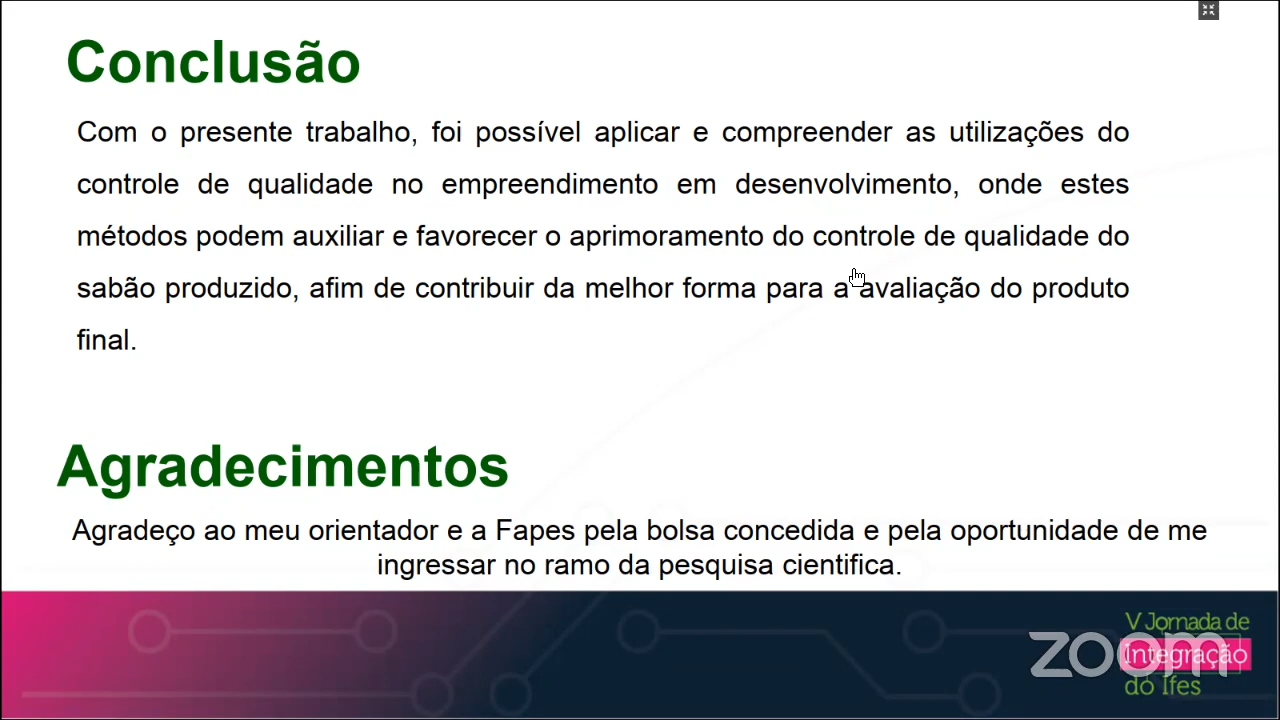 Conclusão
Com o presente trabalho, foi possível aplicar e compreender as utilizações do
controle de qualidade no empreendimento em desenvolvimento, onde estes
métodos podem auxiliar e favorecer o aprimoramento do controle de qualidade do
sabão produzido, afim de contribuir da melhor forma para a avaliação do produto
final.
Agradecimentos
Agradeço ao meu orientador e a Fapes pela bolsa concedida e pela oportunidade de me
ingressar no ramo da pesquisa cientifica.
V Jornada de
Integração
do Ifes
zoom